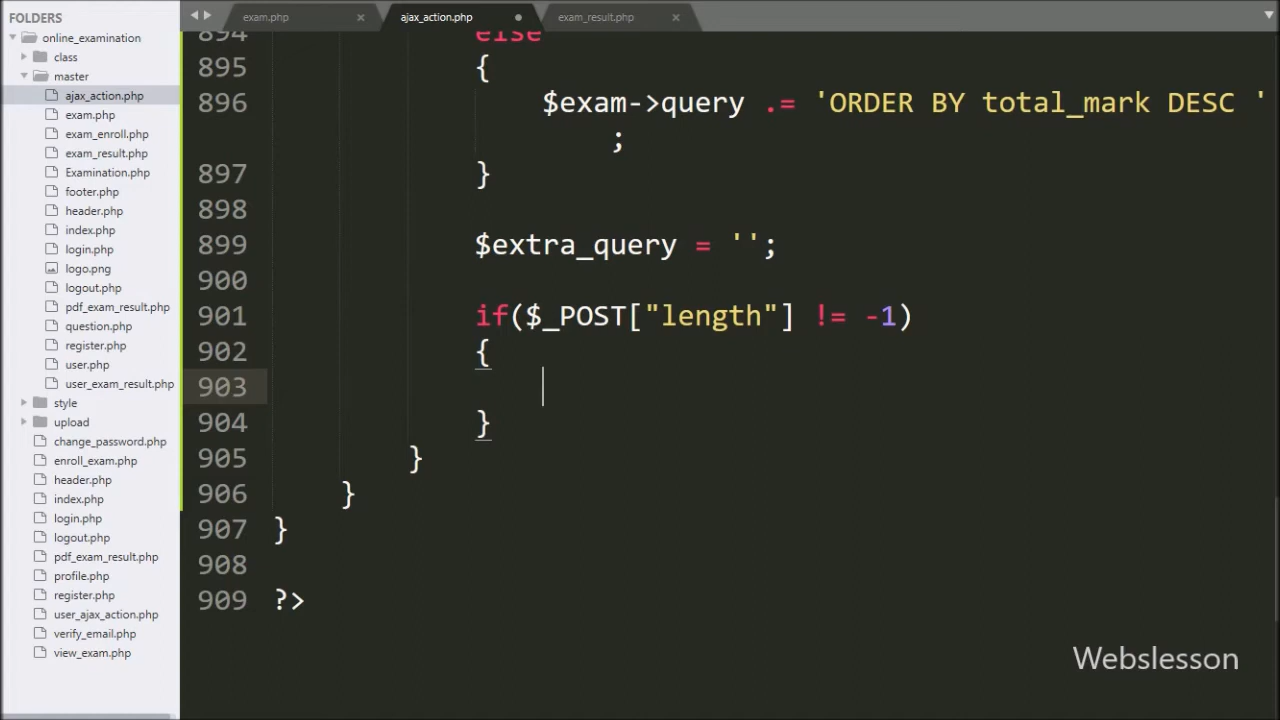 FOLDERS
online_examination
class
master
ajax_action.php
exam.php
exam_enroll.php
exam_result.php
Examination.php
footer.php
header.php
index.php
login.php
logo.png
logout.php
pdf_exam_result.php
question.php
register.php
user.php
user_exam_result.php
style
upload
change_password.php
enroll_exam.php
header.php
index.php
login.php
logout.php
pdf_exam_result.php
profile.php
register.php
user_ajax_action.php
verify_email.php
view_exam.php
exam.php × ajax_action.php exam_result.php ×
894 else
895 {
896 $exam->query .= 'ORDER BY total_mark DESC '
;
897 }
898
899 $extra_query = '';
900
901 if($_POST["length"] != -1)
902 {
903
904 }
905 }
906 }
907 }
908
909 ?>
Webslesson